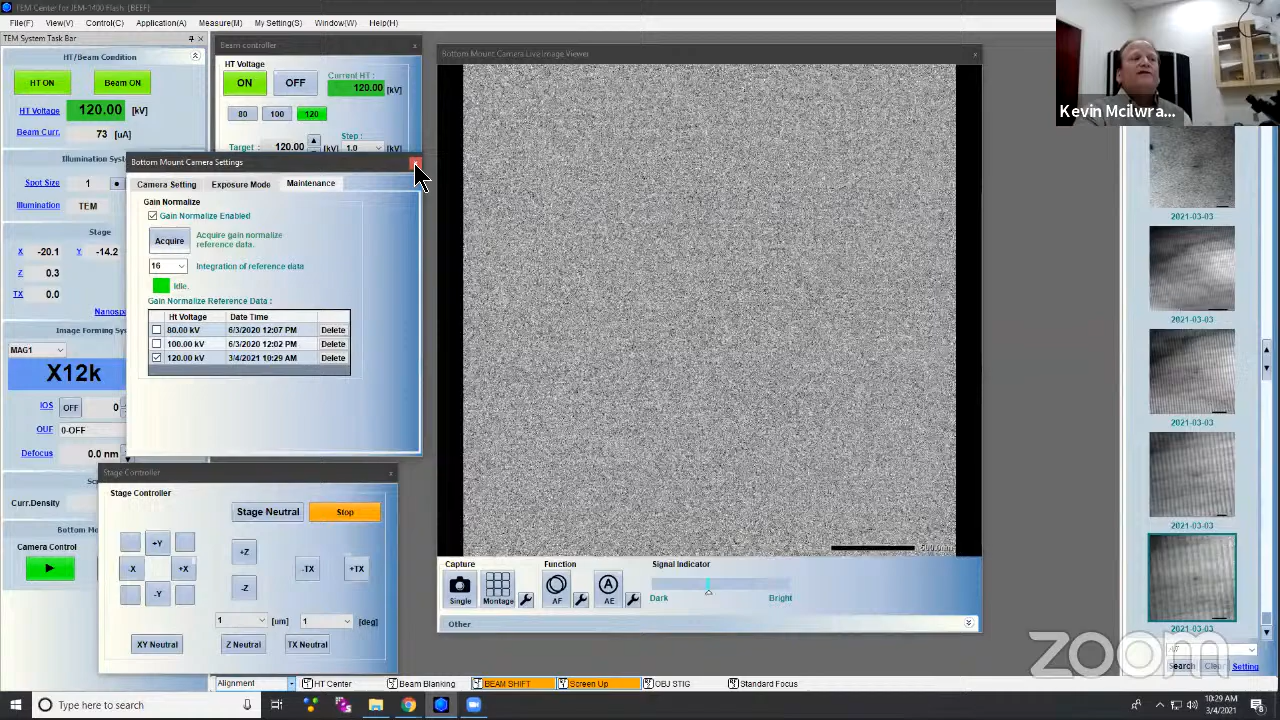 TEM Center for JEM-1400 Flash (BEEF)
File(F) View(V) Control(C) Application(A) My Setting(S) Window(W) Help(H)
TEM System Task Bar
HT/Beam Condition
HT ON Beam ON
HT Voltage 120.00 [kV]
Beam Curr. 73 [uA]
Illumination
Spot Size 1
Illumination TEM
Stage
X -20.1 Y -14.2
Z 0.3
TX 0.0
Image Forming
MAG1
X12k
IOS OFF 0
OUF 0-OFF
Defocus 0.0 nm
Curr.Density
Camera Control
Beam controller
HT Voltage
ON OFF Current HT : 120.00 [kV]
80 100 120
Target : 120.00 [kV] Step : 1.0 [kV]
Bottom Mount Camera Settings
Camera Setting Exposure Mode Maintenance
Gain Normalize
Gain Normalize Enabled
Acquire Acquire gain normalize
reference data.
16 Integration of reference data
Idle.
Gain Normalize Reference Data :
Ht Voltage Date Time
80.00 kV 6/3/2020 12:07 PM Delete
100.00 kV 6/3/2020 12:02 PM Delete
120.00 kV 3/4/2021 10:29 AM Delete
Stage Controller
Stage Controller
Stage Neutral Stop
+Y
-X +X
-Y
+Z
-Z
-TX +TX
1 [um] 1 [deg]
XY Neutral Z Neutral TX Neutral
Bottom Mount Camera Live Image Viewer
Capture Function Signal Indicator
Single Montage AF AE
Dark Bright
Other
Kevin Mcilwra...
2021-03-03
2021-03-03
2021-03-03
2021-03-03
2021-03-03
Search Clear Setting
zoom
Alignment HT Center Beam Blanking BEAM SHIFT Screen Up OBJ STIG Standard Focus
Type here to search
10:29 AM
3/4/2021
8